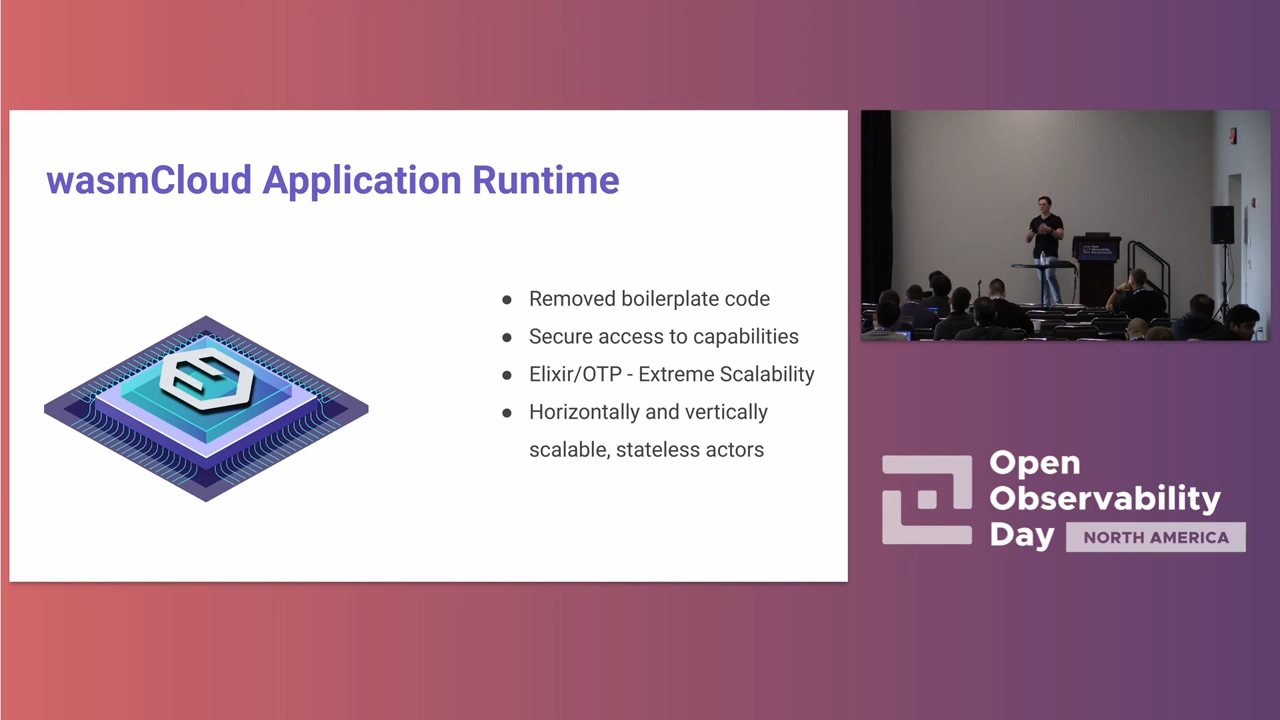 wasmCloud Application Runtime
● Removed boilerplate code
● Secure access to capabilities
● Elixir/OTP - Extreme Scalability
● Horizontally and vertically
scalable, stateless actors
Open
Observability
Day
NORTH AMERICA